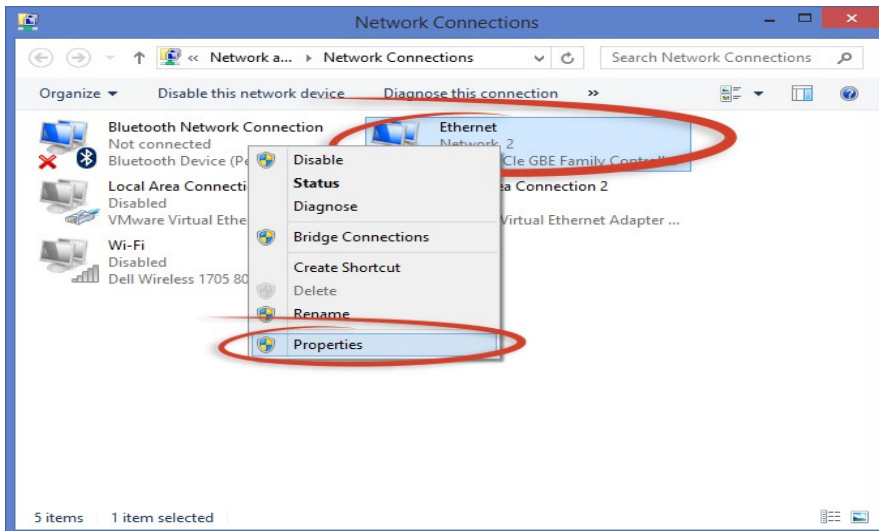 Network Connections
« Network a... Network Connections
Search Network Connections
Organize
Disable this network device
Diagnose this connection
»
Bluetooth Network Connection
Not connected
Bluetooth Device (Pe
Ethernet
Network 2
CIe GBE Family
Local Area Connecti
Disabled
VMware Virtual Ethe
a Connection 2
Virtual Ethernet Adapter ...
Wi-Fi
Disabled
Dell Wireless 1705 80
Disable
Status
Diagnose
Bridge Connections
Create Shortcut
Delete
Rename
Properties
5 items
1 item selected